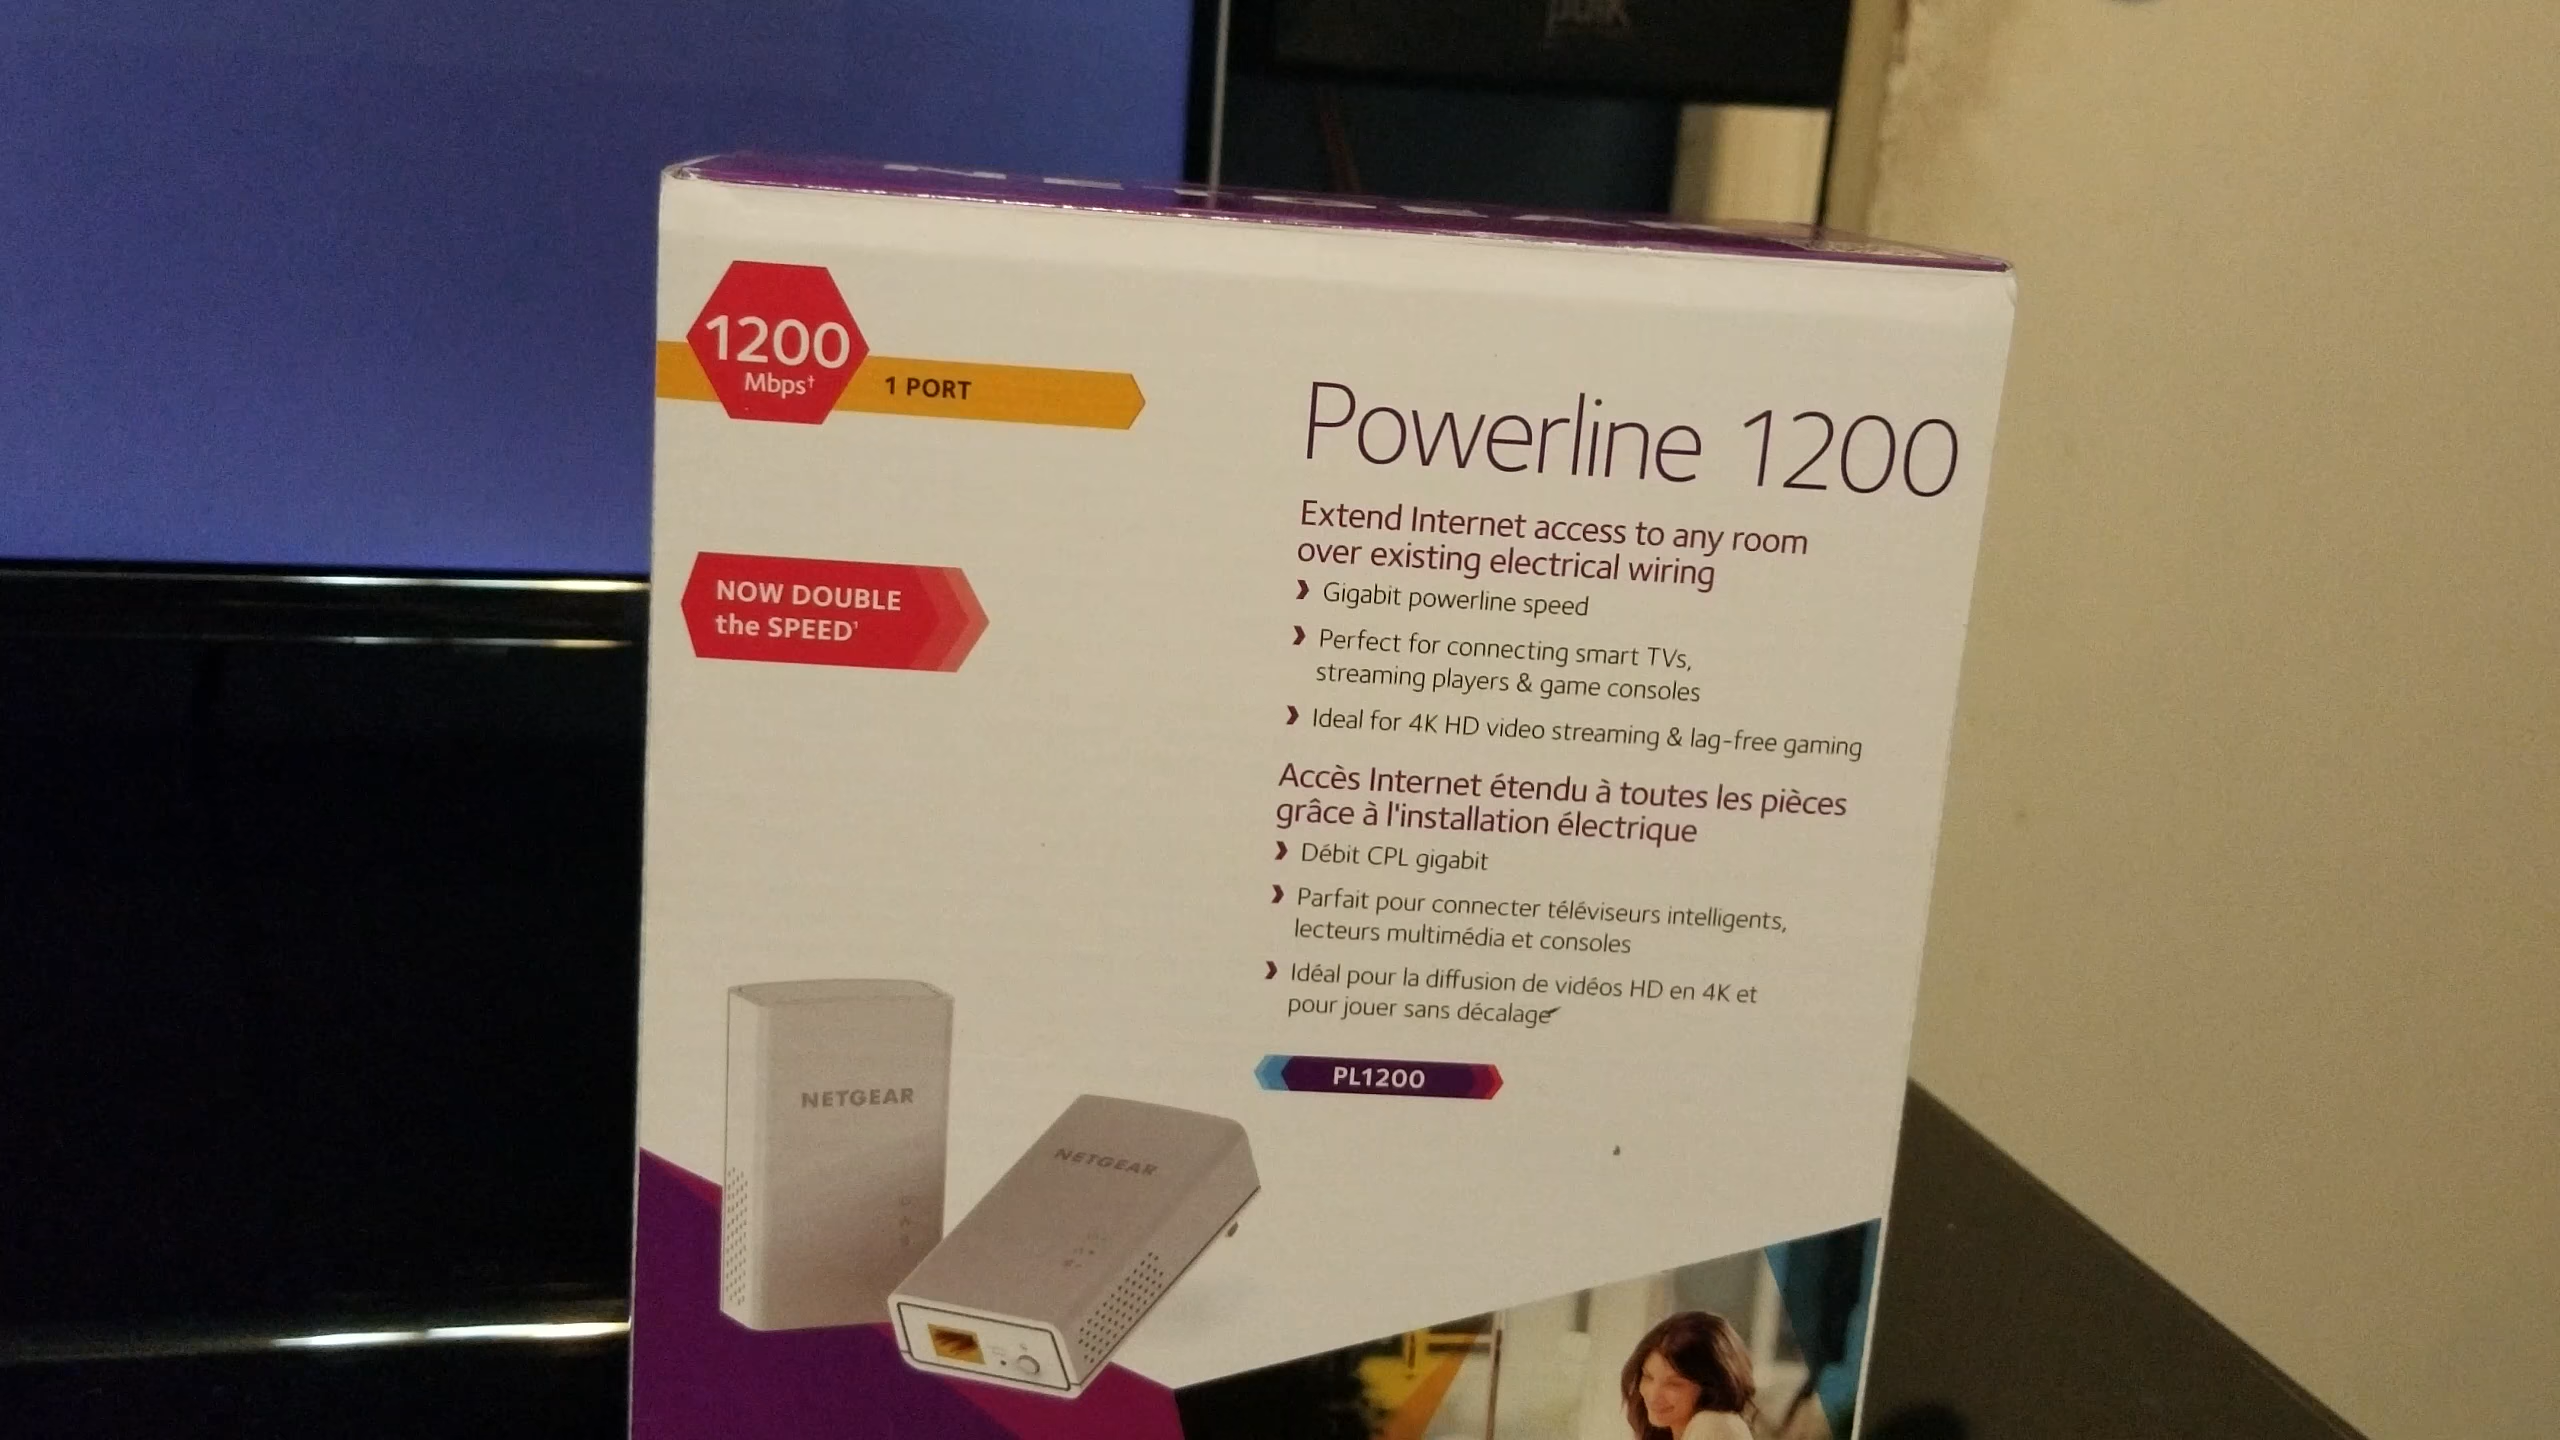 polk
NETGEAR
1200
Mbps†
1 PORT
NOW DOUBLE
the SPEED¹
Powerline 1200
Extend Internet access to any room
over existing electrical wiring
❯ Gigabit powerline speed
❯ Perfect for connecting smart TVs,
streaming players & game consoles
❯ Ideal for 4K HD video streaming & lag-free gaming
Accès Internet étendu à toutes les pièces
grâce à l'installation électrique
❯ Débit CPL gigabit
❯ Parfait pour connecter téléviseurs intelligents,
lecteurs multimédia et consoles
❯ Idéal pour la diffusion de vidéos HD en 4K et
pour jouer sans décalage
PL1200
NETGEAR
NETGEAR